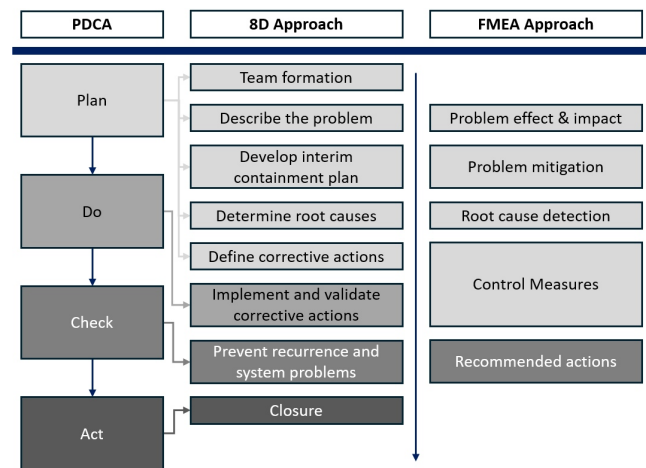 PDCA
8D Approach
FMEA Approach
Plan
Do
Check
Act
Team formation
Describe the problem
Develop interim
containment plan
Determine root causes
Define corrective actions
Implement and validate
corrective actions
Prevent recurrence and
system problems
Closure
Problem effect & impact
Problem mitigation
Root cause detection
Control Measures
Recommended actions